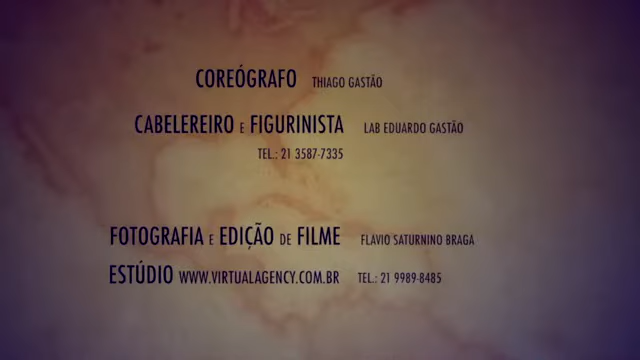 COREÓGRAFO THIAGO GASTÃO
CABELEREIRO E FIGURINISTA LAB EDUARDO GASTÃO
TEL.: 21 3587-7335
FOTOGRAFIA E EDIÇÃO DE FILME FLAVIO SATURNINO BRAGA
ESTÚDIO WWW.VIRTUALAGENCY.COM.BR TEL.: 21 9989-8485